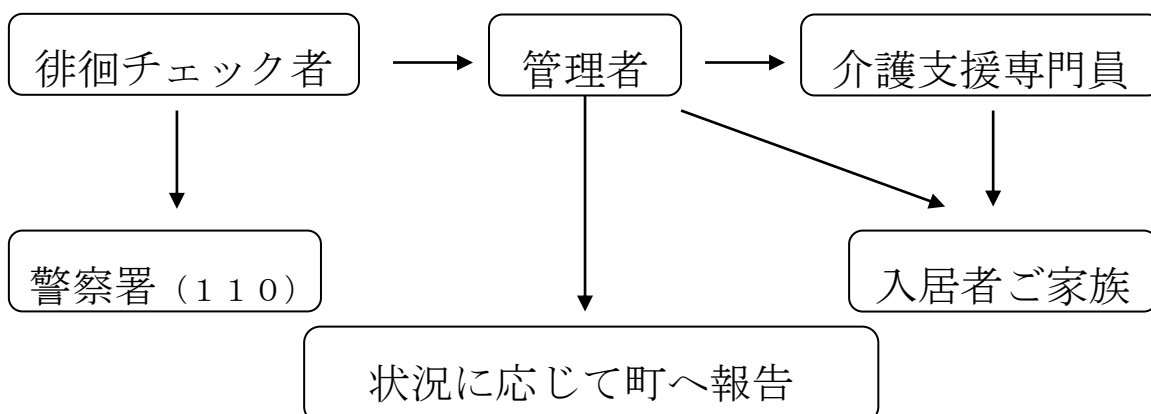 徘徊チェック者
管理者
介護支援専門員
警察署（１１０）
入居者ご家族
状況に応じて町へ報告